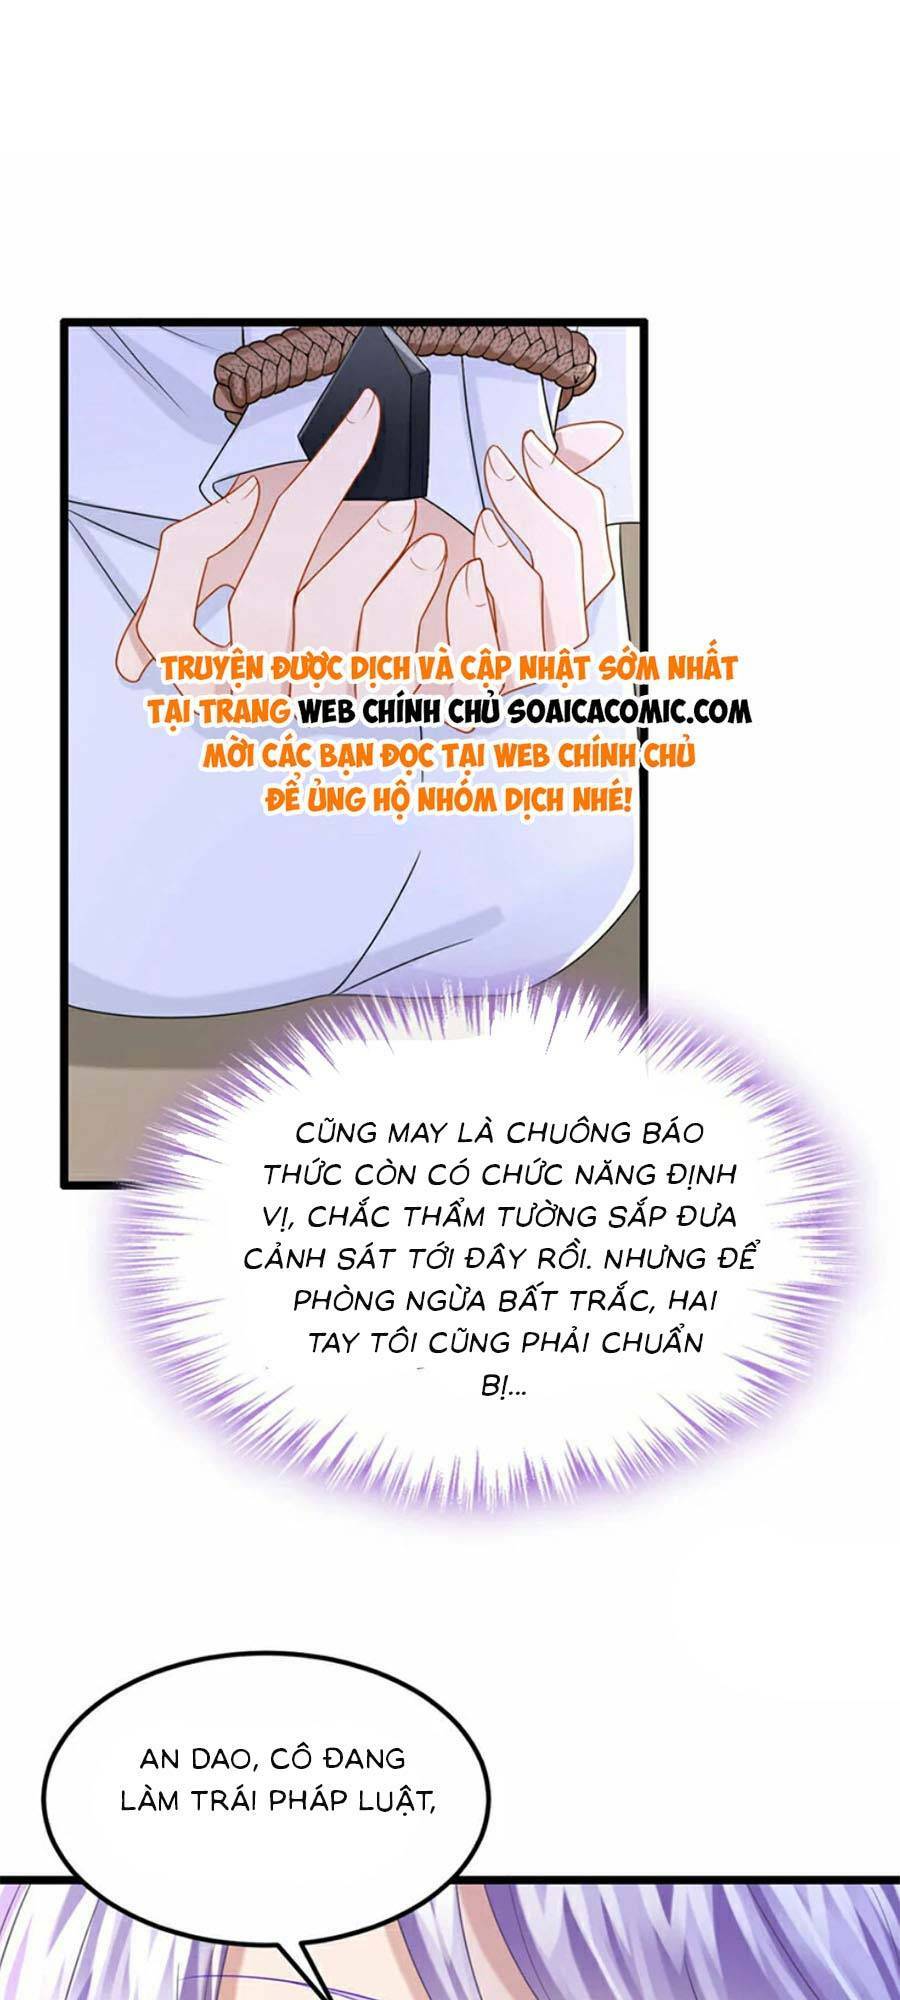 TRUYỆN ĐƯỢC DỊCH VÀ CẬP NHẬT SỚM NHẤT
TẠI TRANG WEB CHÍNH CHỦ SOAICACOMIC.COM
MỜI CÁC BẠN ĐỌC TẠI WEB CHÍNH CHỦ
ĐỂ ỦNG HỘ NHÓM DỊCH NHÉ!
CŨNG MAY LÀ CHUÔNG BÁO
THỨC CÒN CÓ CHỨC NĂNG ĐỊNH
VỊ, CHẮC THẨM TƯỜNG SẮP ĐƯA
CẢNH SÁT TỚI ĐÂY RỒI. NHƯNG ĐỂ
PHÒNG NGỪA BẤT TRẮC, HAI
TAY TÔI CŨNG PHẢI CHUẨN
BỊ...
AN DAO, CÔ ĐANG
LÀM TRÁI PHÁP LUẬT,